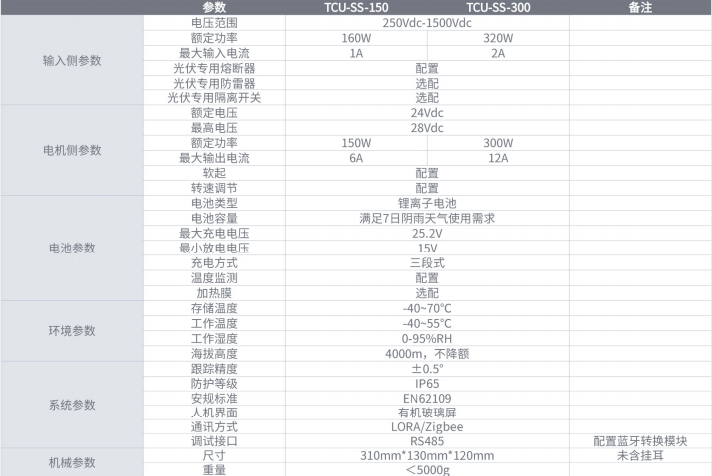 参数 TCU-SS-150 TCU-SS-300 备注
输入侧参数
电压范围 250Vdc-1500Vdc
额定功率 160W 320W
最大输入电流 1A 2A
光伏专用熔断器 配置
光伏专用防雷器 选配
光伏专用隔离开关 选配
电机侧参数
额定电压 24Vdc
最高电压 28Vdc
额定功率 150W 300W
最大输出电流 6A 12A
软起 配置
转速调节 配置
电池参数
电池类型 锂离子电池
电池容量 满足7日阴雨天气使用需求
最大充电电压 25.2V
最小放电电压 15V
充电方式 三段式
温度监测 配置
加热膜 选配
环境参数
存储温度 -40~70℃
工作温度 -40~55℃
工作湿度 0-95%RH
海拔高度 4000m，不降额
系统参数
跟踪精度 ±0.5°
防护等级 IP65
安规标准 EN62109
人机界面 有机玻璃屏
通讯方式 LORA/Zigbee
调试接口 RS485 配置蓝牙转换模块
机械参数
尺寸 310mm*130mm*120mm 未含挂耳
重量 ＜5000g